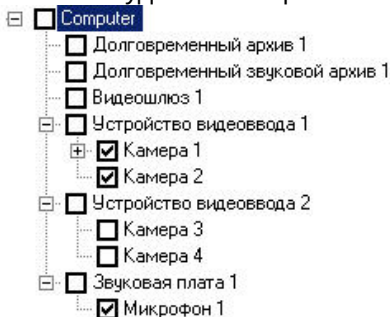 Computer
Долговременный архив 1
Долговременный звуковой архив 1
Видеошлюз 1
Устройство видеоввода 1
Камера 1
Камера 2
Устройство видеоввода 2
Камера 3
Камера 4
Звуковая плата 1
Микрофон 1